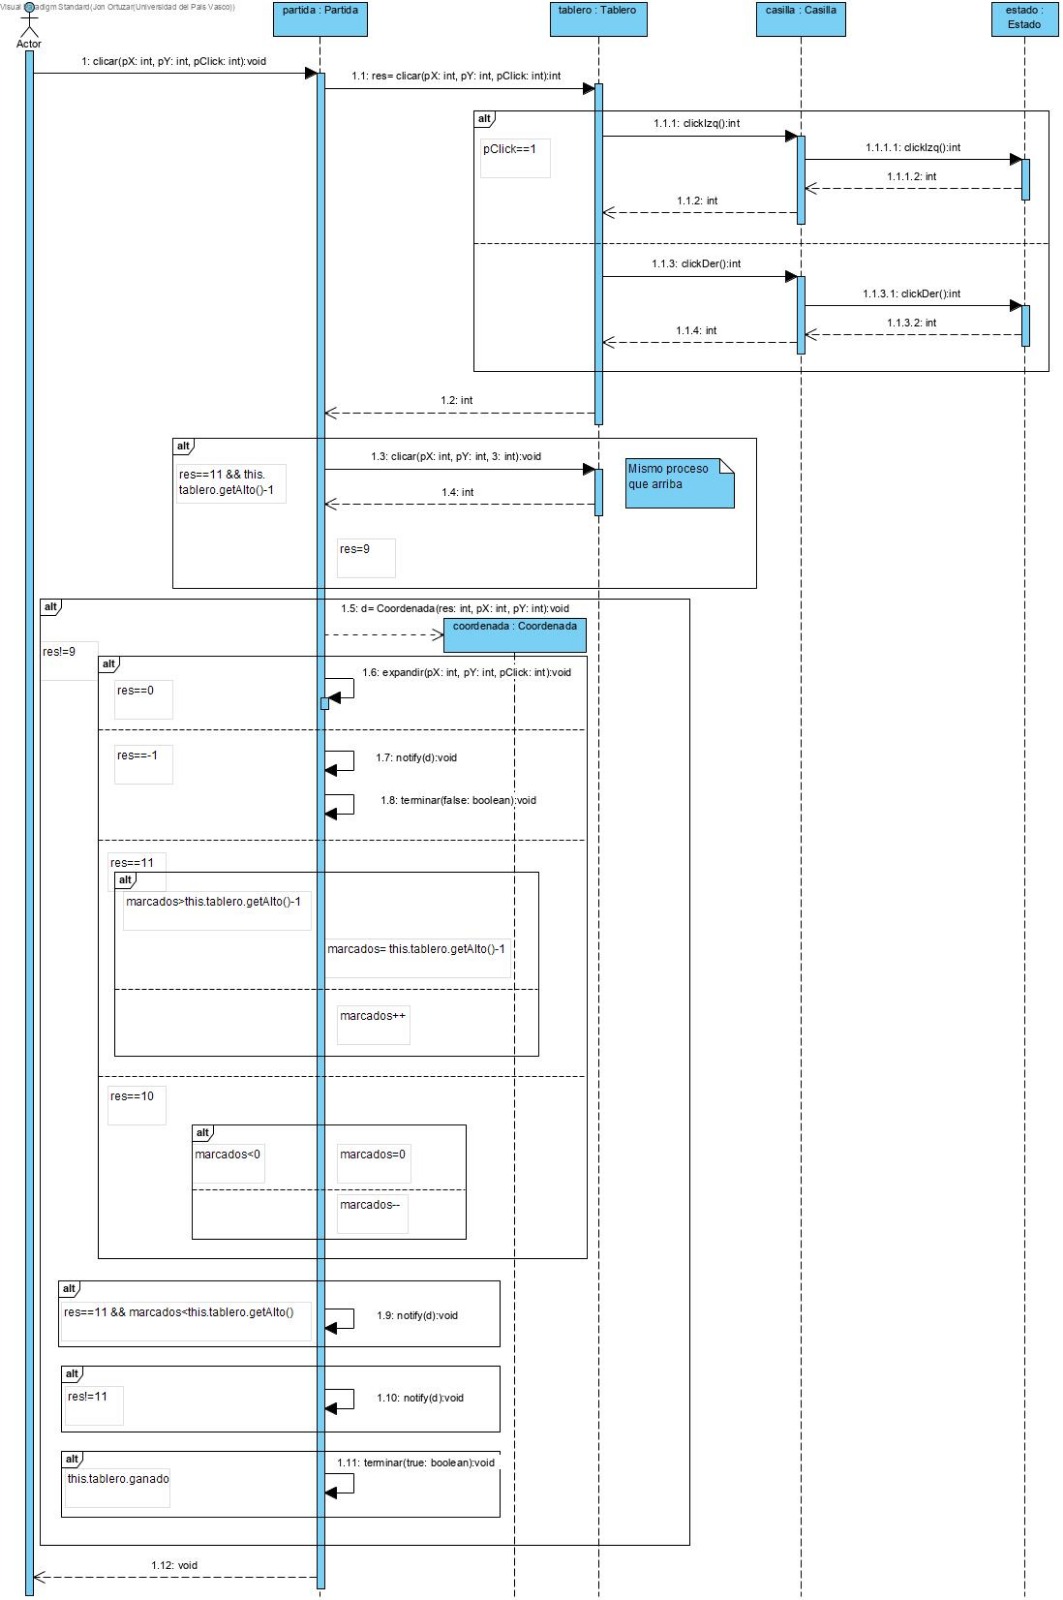 Visual Paradigm Standard(Jon Ortuzar(Universidad del Pais Vasco))
Actor
partida : Partida
tablero : Tablero
casilla : Casilla
estado :
Estado
1: clicar(pX: int, pY: int, pClick: int):void
1.1: res= clicar(pX: int, pY: int, pClick: int):int
alt
pClick==1
1.1.1: clickIzq():int
1.1.1.1: clickIzq():int
1.1.1.2: int
1.1.2: int
1.1.3: clickDer():int
1.1.3.1: clickDer():int
1.1.3.2: int
1.1.4: int
1.2: int
alt
res==11 && this.
tablero.getAlto()-1
1.3: clicar(pX: int, pY: int, 3: int):void
Mismo proceso
que arriba
1.4: int
res=9
alt
1.5: d= Coordenada(res: int, pX: int, pY: int):void
coordenada : Coordenada
res!=9
alt
1.6: expandir(pX: int, pY: int, pClick: int):void
res==0
res==-1
1.7: notify(d):void
1.8: terminar(false: boolean):void
res==11
alt
marcados>this.tablero.getAlto()-1
marcados= this.tablero.getAlto()-1
marcados++
res==10
alt
marcados<0
marcados=0
marcados--
alt
res==11 && marcados<this.tablero.getAlto()
1.9: notify(d):void
alt
res!=11
1.10: notify(d):void
alt
1.11: terminar(true: boolean):void
this.tablero.ganado
1.12: void